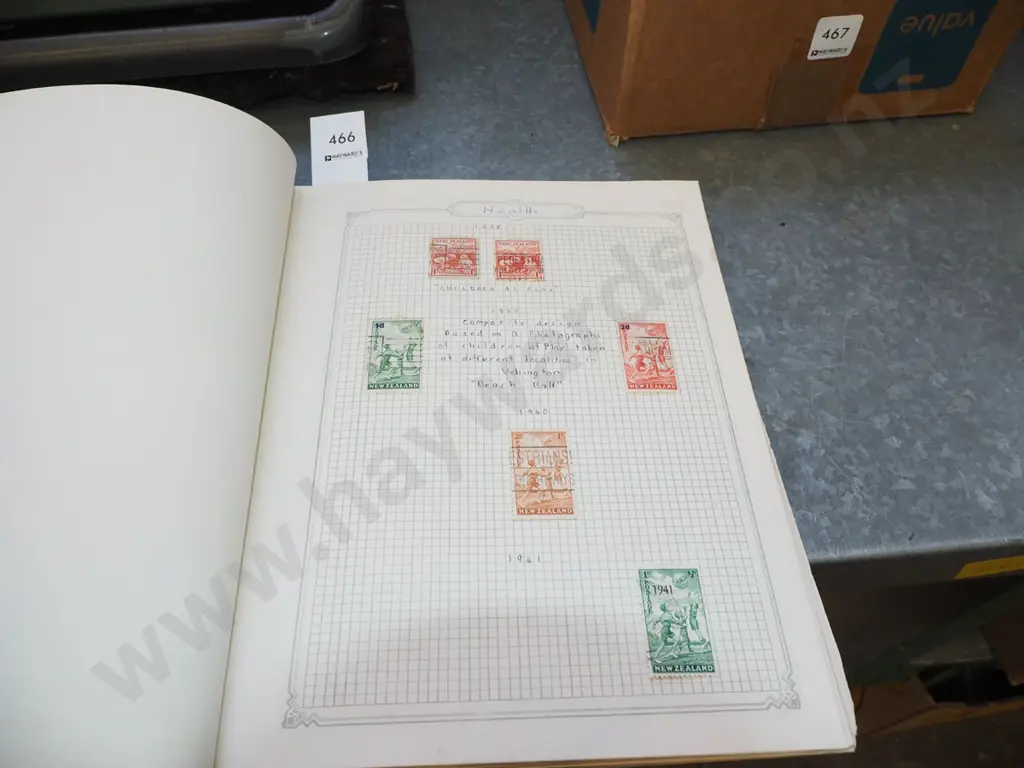 value
467
HAYWARD'S
466
HAYWARD'S
Health
1938
NEW ZEALAND
NEW ZEALAND
"CHILDREN AT PLAY"
Composite design
Based on a Photographs
of children at Play taken
at different localities in
Wellington
"Beach Ball"
2d
NEW ZEALAND
NEW ZEALAND
1940
NEW ZEALAND
1941
1941
NEW ZEALAND
www.haywards.co.nz